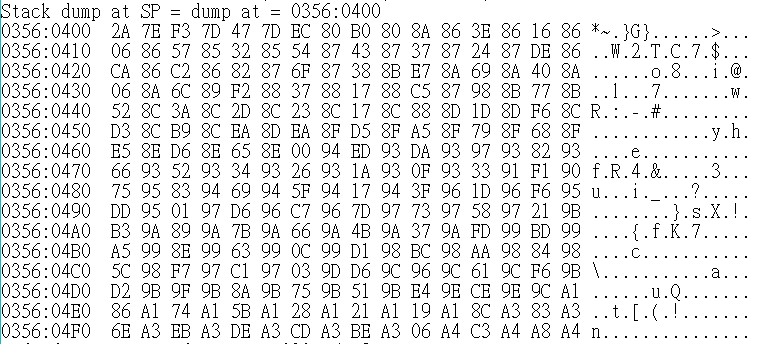 Stack dump at SP = dump at = 0356:0400
0356:0400 2A 7E F3 7D 47 7D EC 80 B0 80 8A 86 3E 86 16 86 *~.}G}......>...
0356:0410 06 86 57 85 32 85 54 87 43 87 37 87 24 87 DE 86 ..W.2.T.C.7.$...
0356:0420 CA 86 C2 86 82 87 6F 87 38 8B E7 8A 69 8A 40 8A ......o.8...i.@.
0356:0430 06 8A 6C 89 F2 88 37 88 17 88 C5 87 98 8B 77 8B ..l...7.......w.
0356:0440 52 8C 3A 8C 2D 8C 23 8C 17 8C 88 8D 1D 8D F6 8C R.:.-.#.........
0356:0450 D3 8C B9 8C EA 8D EA 8F D5 8F A5 8F 79 8F 68 8F ............y.h.
0356:0460 E5 8E D6 8E 65 8E 00 94 ED 93 DA 93 97 93 82 93 ....e...........
0356:0470 66 93 52 93 34 93 26 93 1A 93 0F 93 33 91 F1 90 f.R.4.&.....3...
0356:0480 75 95 83 94 69 94 5F 94 17 94 3F 96 1D 96 F6 95 u...i._...?.....
0356:0490 DD 95 01 97 D6 96 C7 96 7D 97 73 97 58 97 21 9B ........}.s.X.!.
0356:04A0 B3 9A 89 9A 7B 9A 66 9A 4B 9A 37 9A FD 99 BD 99 ....{.f.K.7.....
0356:04B0 A5 99 8E 99 63 99 0C 99 D1 98 BC 98 AA 98 84 98 ....c...........
0356:04C0 5C 98 F7 97 C1 97 03 9D D6 9C 96 9C 61 9C F6 9B \...........a...
0356:04D0 D2 9B 9F 9B 8A 9B 75 9B 51 9B E4 9E CE 9E 9C A1 ......u.Q.......
0356:04E0 86 A1 74 A1 5B A1 28 A1 21 A1 19 A1 8C A3 83 A3 ..t.[.(.!.......
0356:04F0 6E A3 EB A3 DE A3 CD A3 BE A3 06 A4 C3 A4 A8 A4 n...............